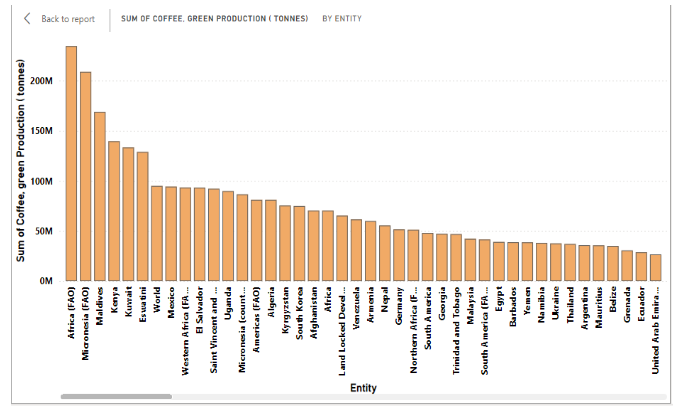 Back to report
SUM OF COFFEE, GREEN PRODUCTION ( TONNES)
BY ENTITY
Sum of Coffee, green Production ( tonnes)
200M
150M
100M
50M
0M
Africa (FAO)
Micronesia (FAO)
Maldives
Kenya
Kuwait
Eswatini
World
Mexico
Western Africa (FA...
El Salvador
Saint Vincent and ...
Uganda
Micronesia (count...
Americas (FAO)
Algeria
Kyrgyzstan
South Korea
Afghanistan
Africa
Land Locked Devel...
Venezuela
Armenia
Nepal
Germany
Northern Africa (F...
South America
Georgia
Trinidad and Tobago
Malaysia
South America (FA...
Egypt
Barbados
Yemen
Namibia
Ukraine
Thailand
Argentina
Mauritius
Belize
Grenada
Ecuador
United Arab Emira...
Entity